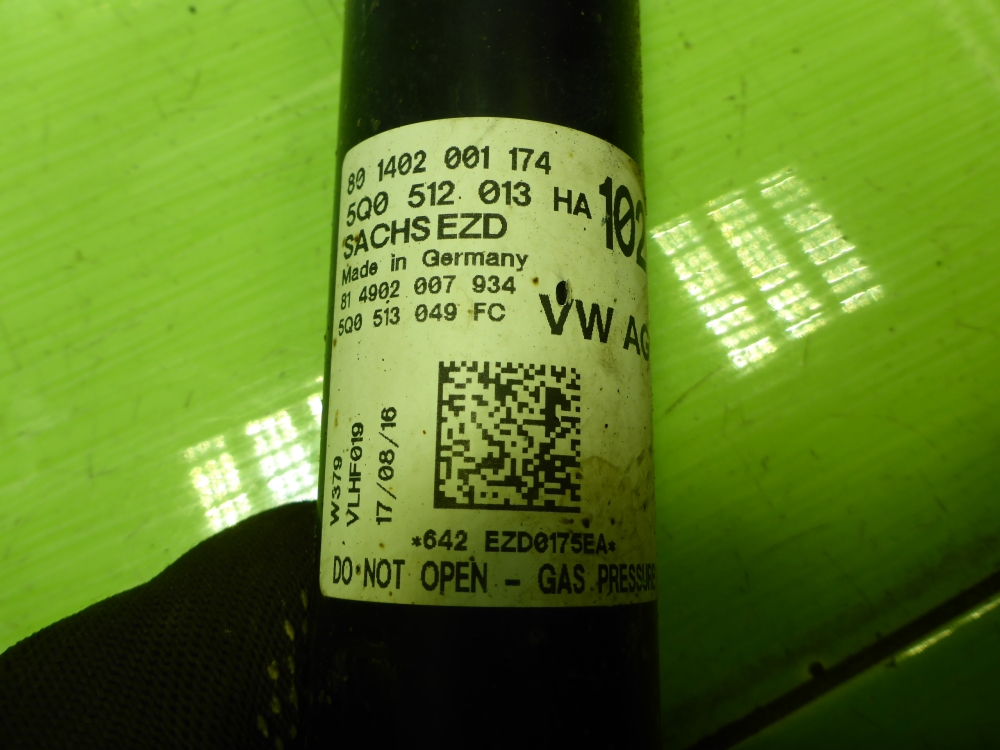 80 1402 001 174
5Q0 512 013 HA 102
SACHS EZD
Made in Germany
81 4902 007 934
5Q0 513 049 FC
VW AG
W379
VLHF019
17/08/16
*642 EZD0175EA*
DO NOT OPEN - GAS PRESSURE